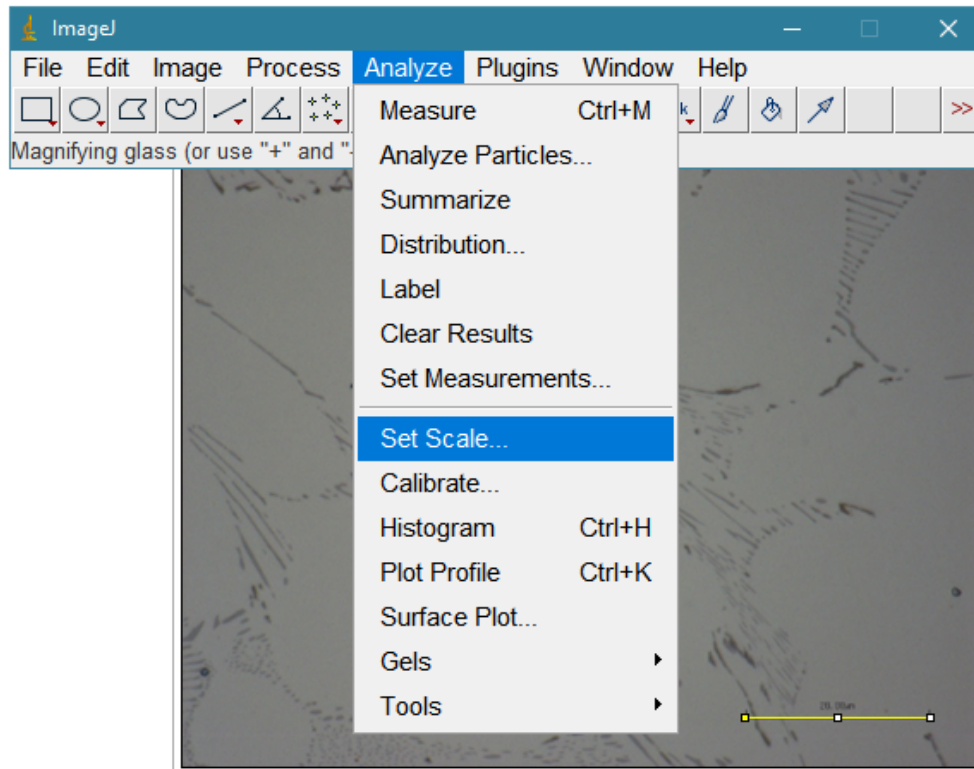 ImageJ
File Edit Image Process Analyze Plugins Window Help
Magnifying glass (or use "+" and "-
Measure Ctrl+M
Analyze Particles...
Summarize
Distribution...
Label
Clear Results
Set Measurements...
Set Scale...
Calibrate...
Histogram Ctrl+H
Plot Profile Ctrl+K
Surface Plot...
Gels
Tools